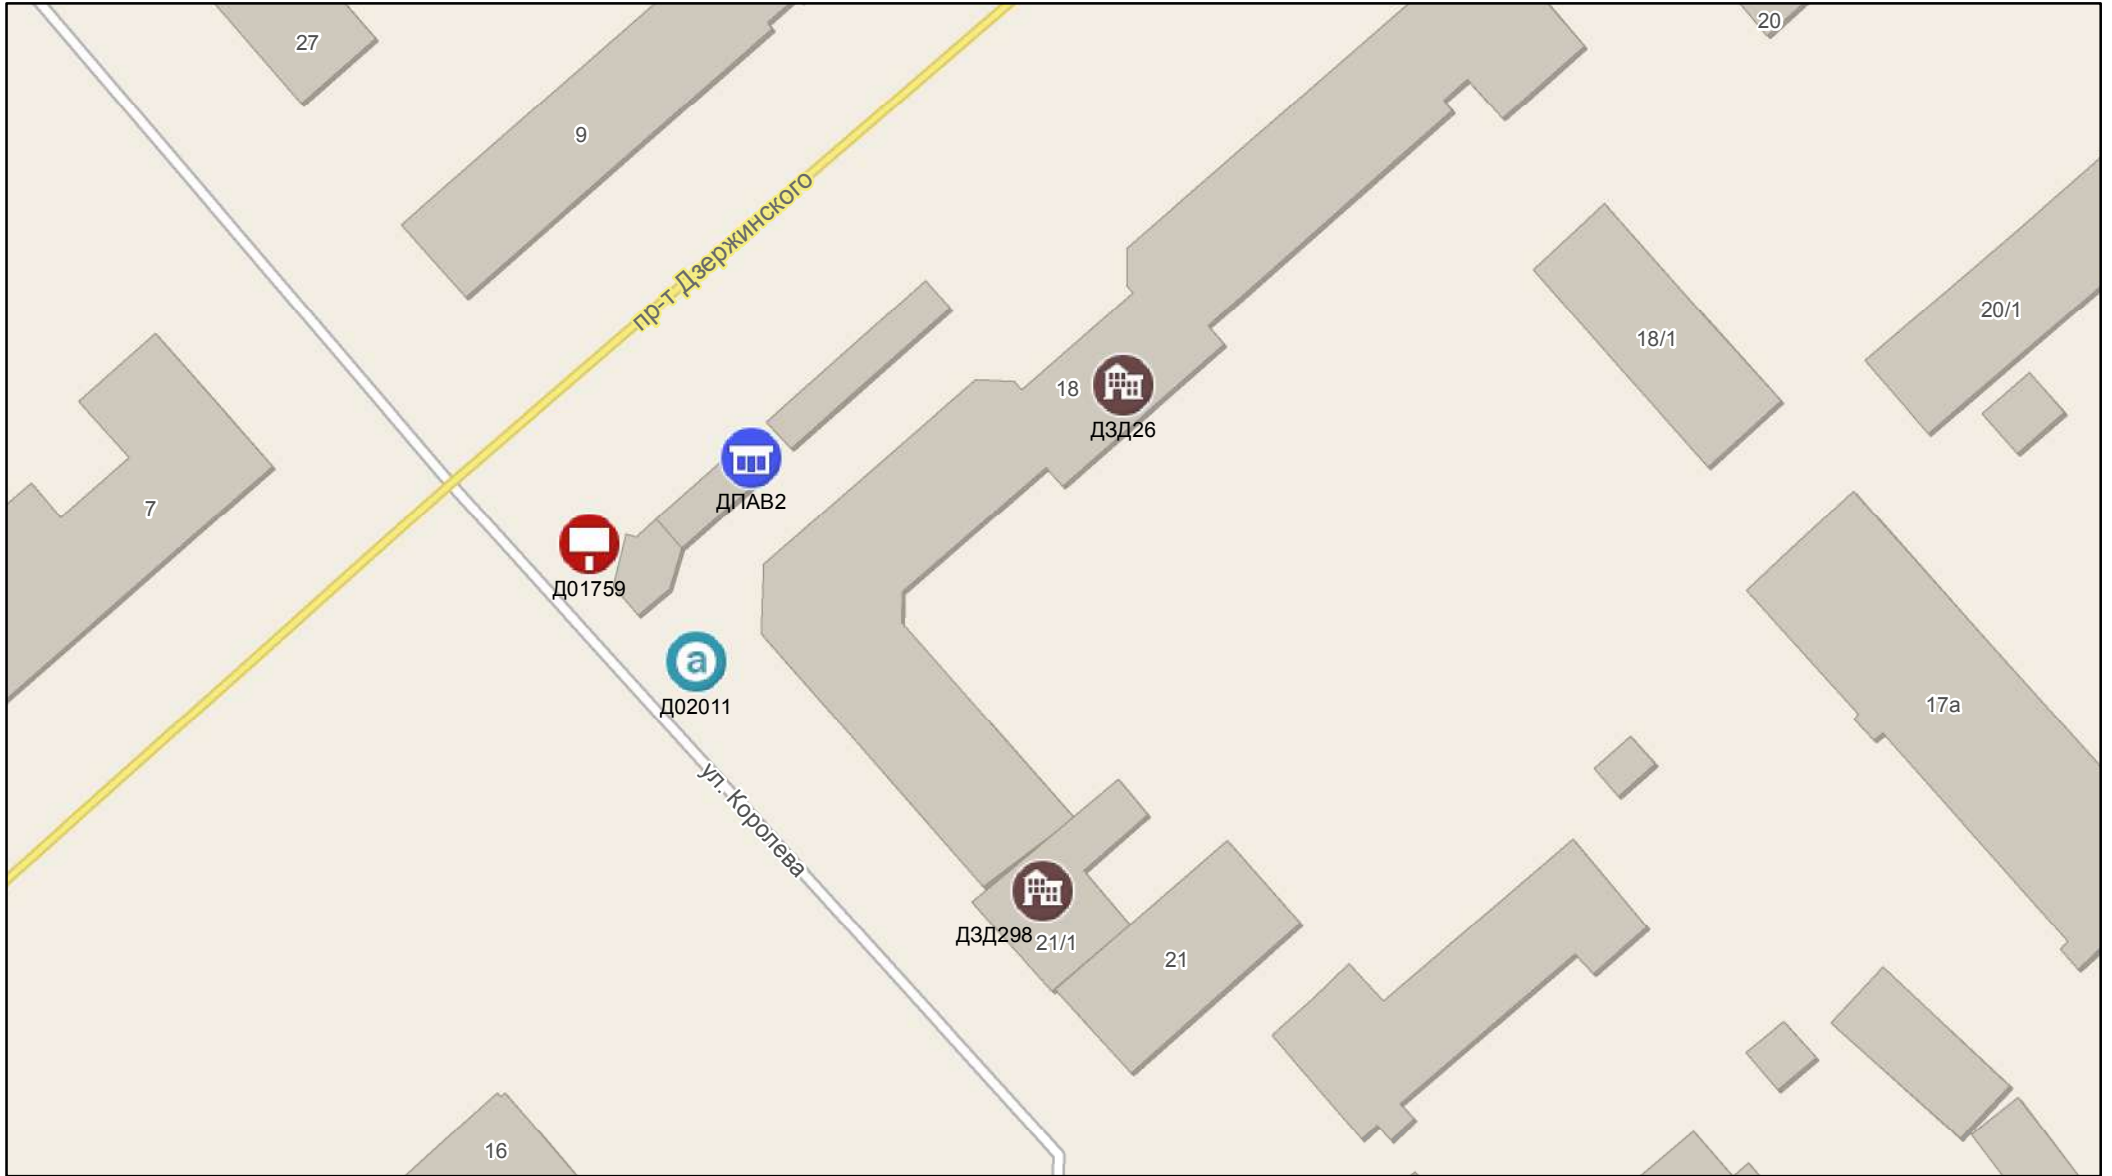 20
27
9
пр-т Дзержинского
20/1
18/1
18
ДЗД26
ДПАВ2
7
Д01759
a
Д02011
17а
ул. Королева
ДЗД298
21/1
21
16